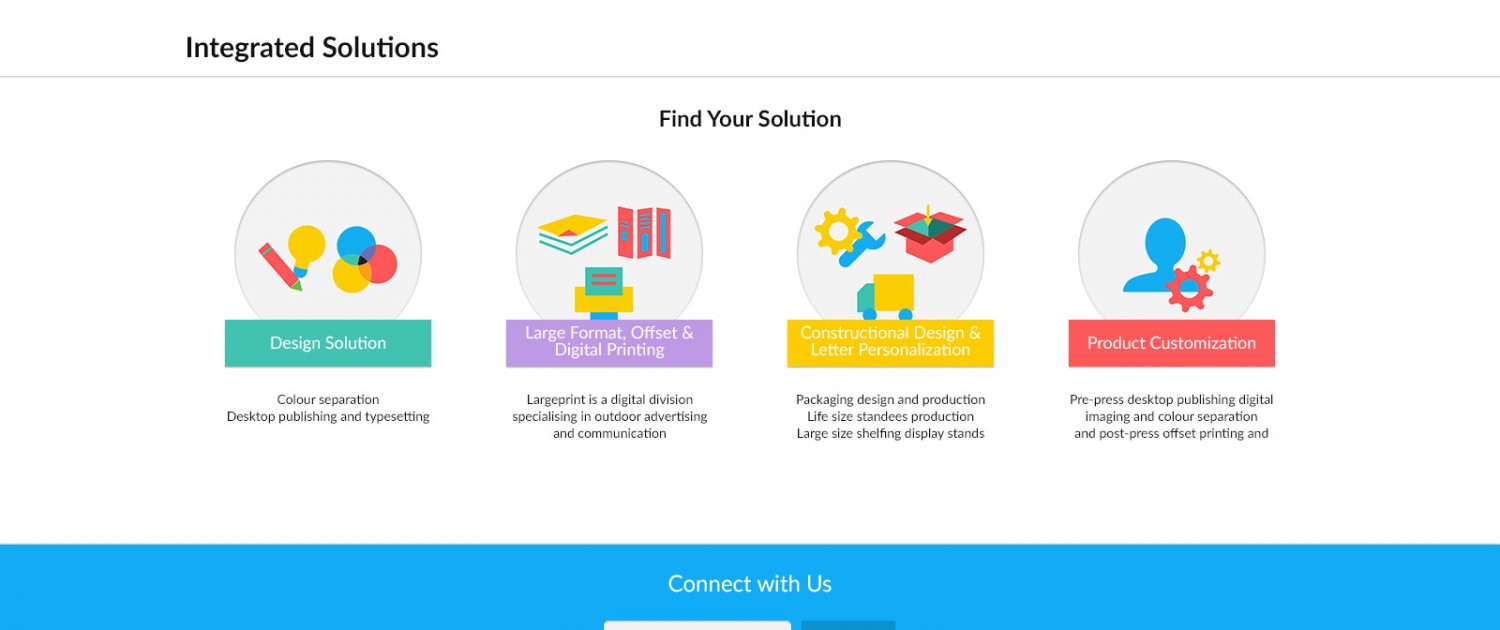 Integrated Solutions
Find Your Solution
Design Solution
Colour separation
Desktop publishing and typesetting
Large Format, Offset &
Digital Printing
Largeprint is a digital division
specialising in outdoor advertising
and communication
Constructional Design &
Letter Personalization
Packaging design and production
Life size standees production
Large size shelfing display stands
Product Customization
Pre-press desktop publishing digital
imaging and colour separation
and post-press offset printing and
Connect with Us